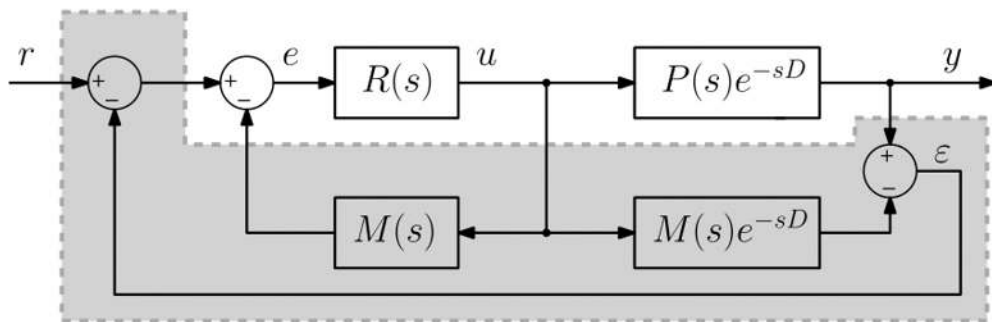 r e u y
+ − + −
R(s) P(s)e^{-sD}
+ − ε
M(s) M(s)e^{-sD}